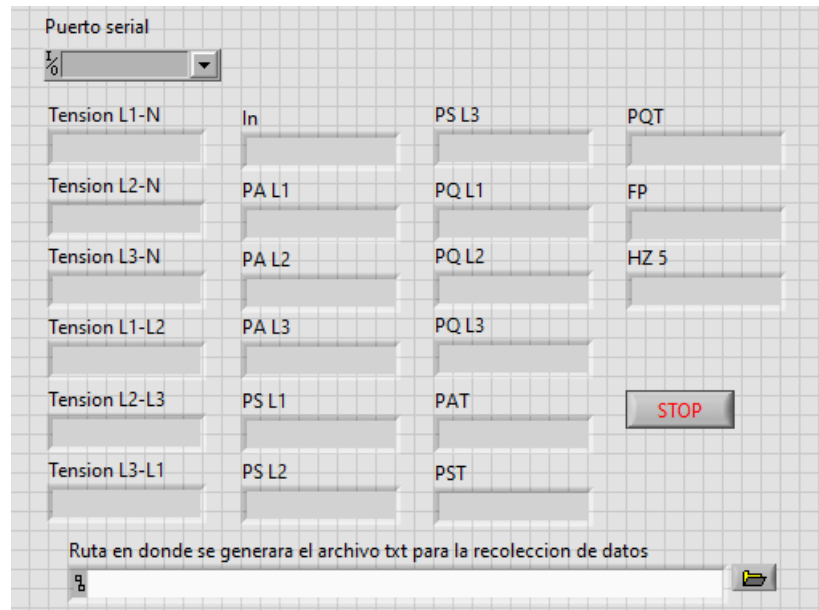 Puerto serial
I/O
Tension L1-N
In
PS L3
PQT
Tension L2-N
PA L1
PQ L1
FP
Tension L3-N
PA L2
PQ L2
HZ 5
Tension L1-L2
PA L3
PQ L3
Tension L2-L3
PS L1
PAT
STOP
Tension L3-L1
PS L2
PST
Ruta en donde se generara el archivo txt para la recoleccion de datos